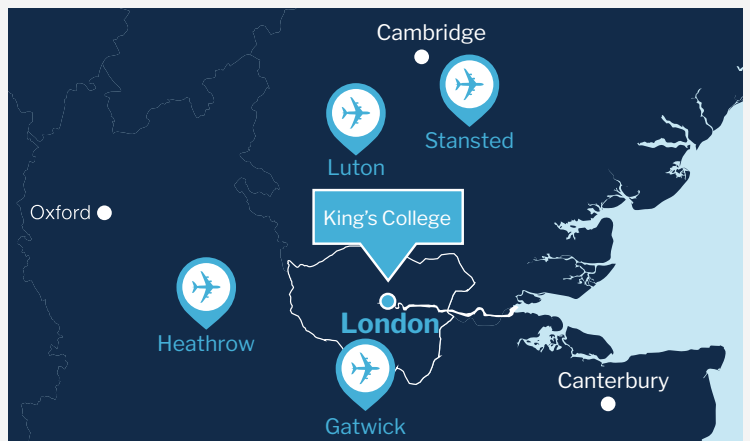 Cambridge
Stansted
Luton
Oxford
King's College
London
Heathrow
Canterbury
Gatwick